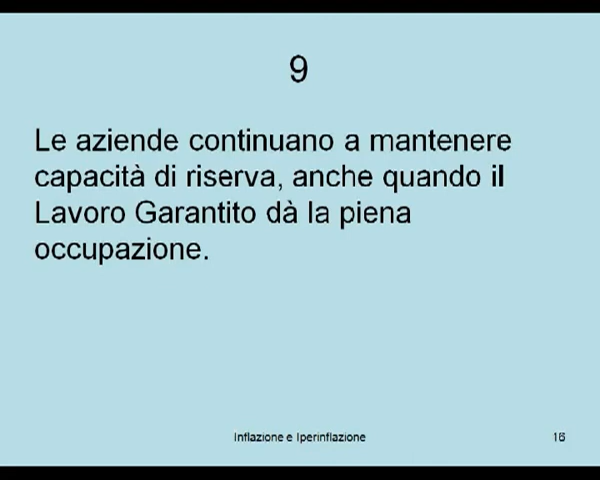 9
Le aziende continuano a mantenere
capacità di riserva, anche quando il
Lavoro Garantito dà la piena
occupazione.
Inflazione e Iperinflazione 16